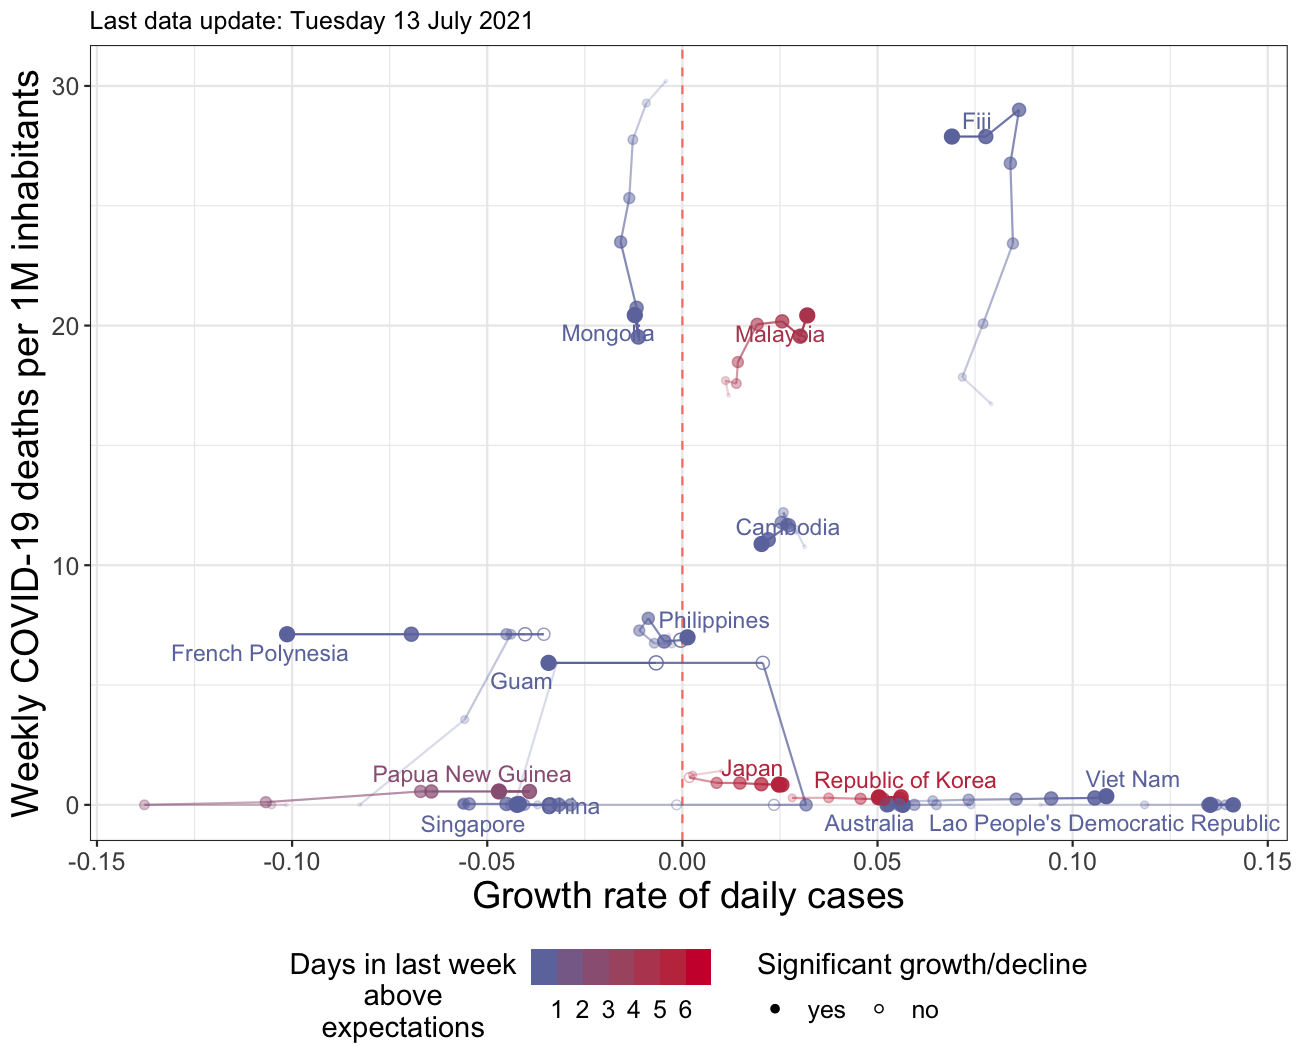 Last data update: Tuesday 13 July 2021
Weekly COVID-19 deaths per 1M inhabitants
30
20
10
0
Fiji
Mongolia
Malaysia
Cambodia
Philippines
French Polynesia
Guam
Papua New Guinea
Japan
Republic of Korea
Viet Nam
China
Singapore
Australia
Lao People's Democratic Republic
-0.15
-0.10
-0.05
0.00
0.05
0.10
0.15
Growth rate of daily cases
Days in last week
above
expectations
1 2 3 4 5 6
Significant growth/decline
yes
no